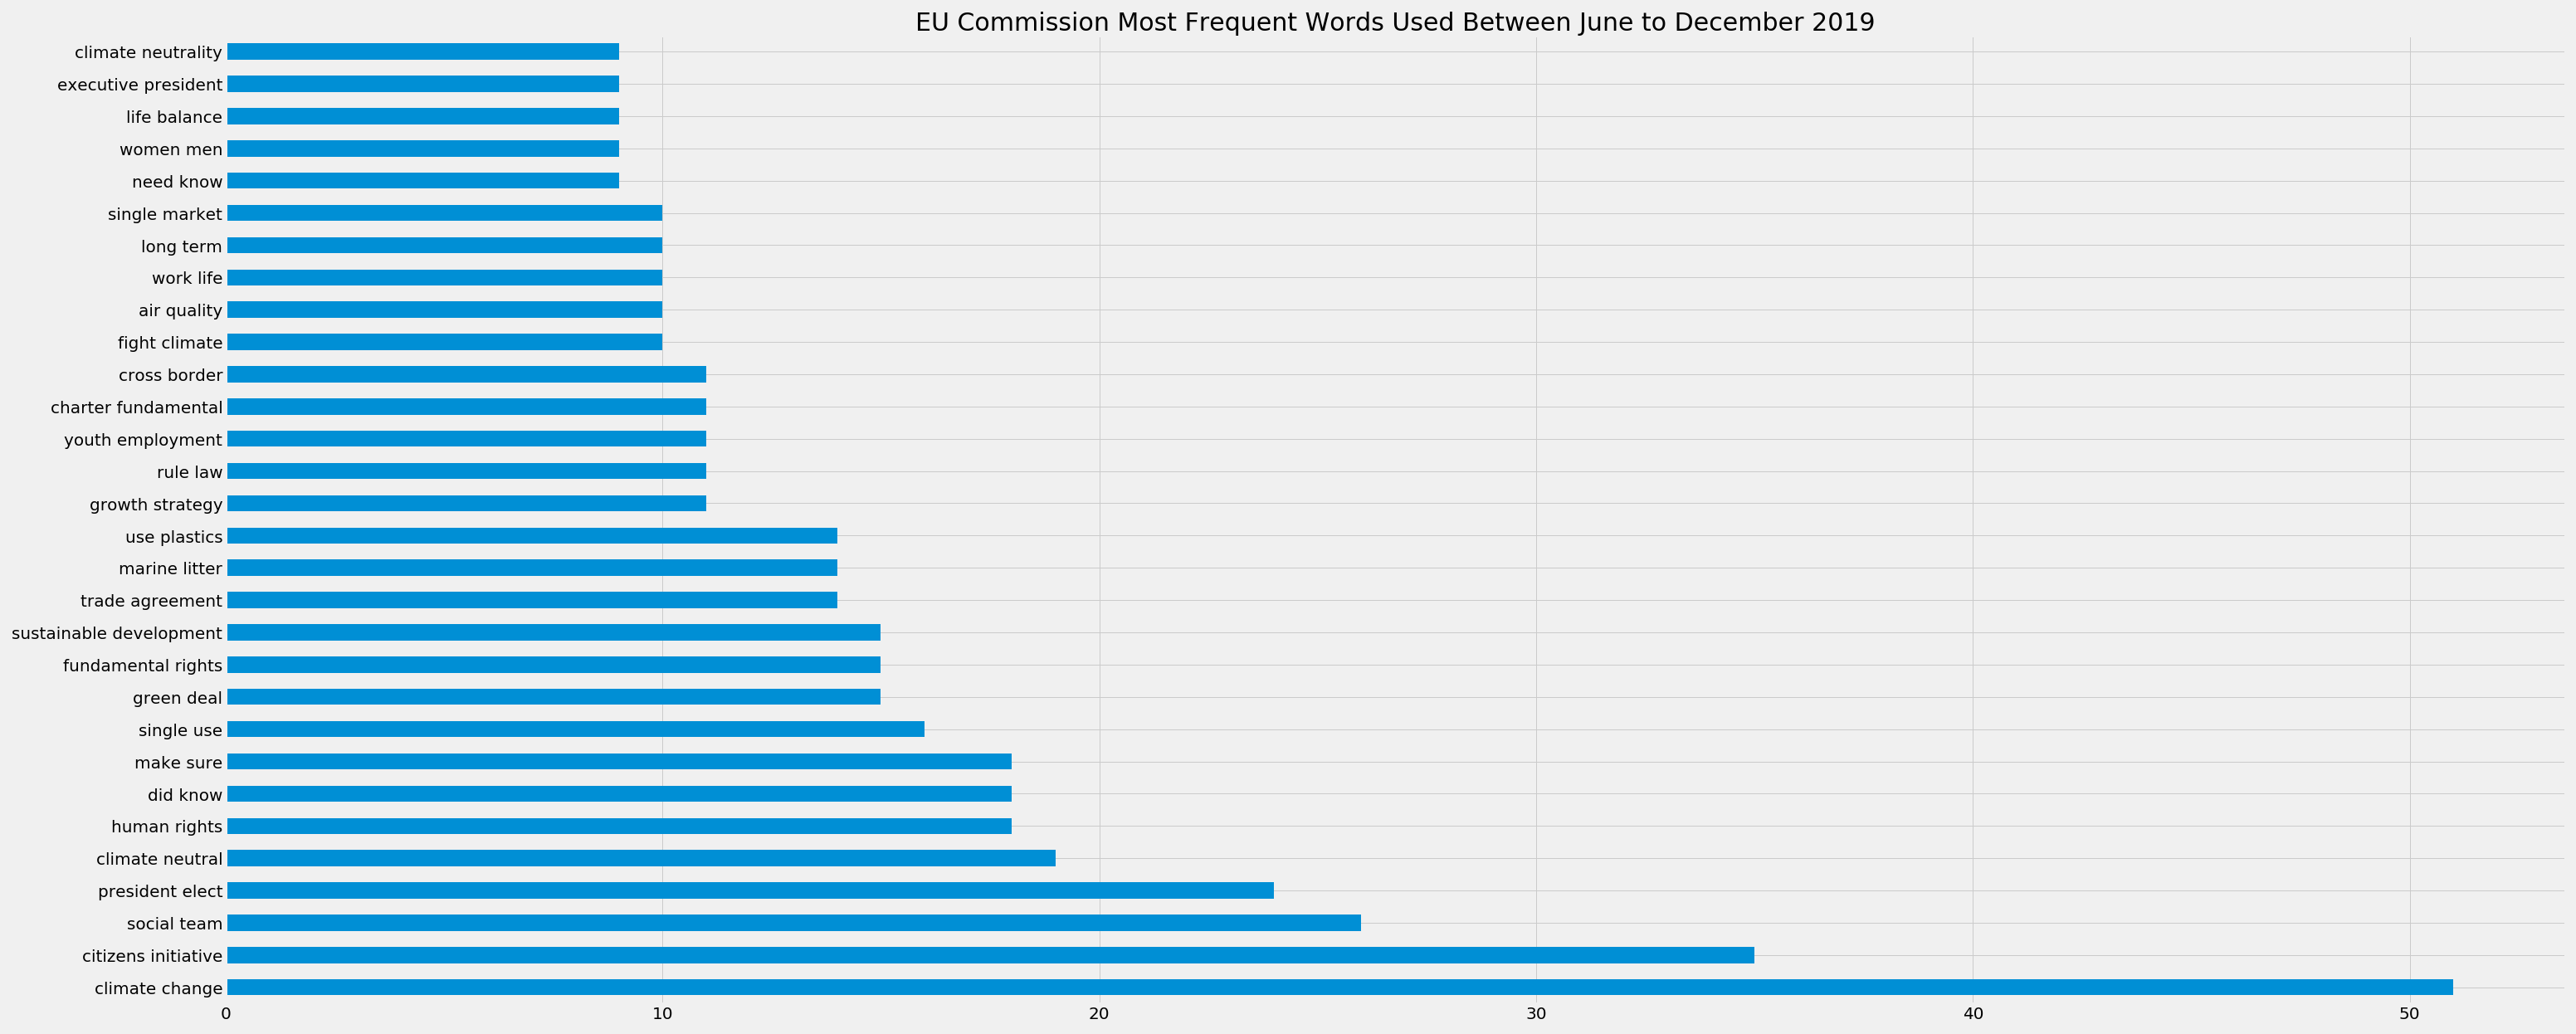 EU Commission Most Frequent Words Used Between June to December 2019
climate neutrality
executive president
life balance
women men
need know
single market
long term
work life
air quality
fight climate
cross border
charter fundamental
youth employment
rule law
growth strategy
use plastics
marine litter
trade agreement
sustainable development
fundamental rights
green deal
single use
make sure
did know
human rights
climate neutral
president elect
social team
citizens initiative
climate change
0 10 20 30 40 50